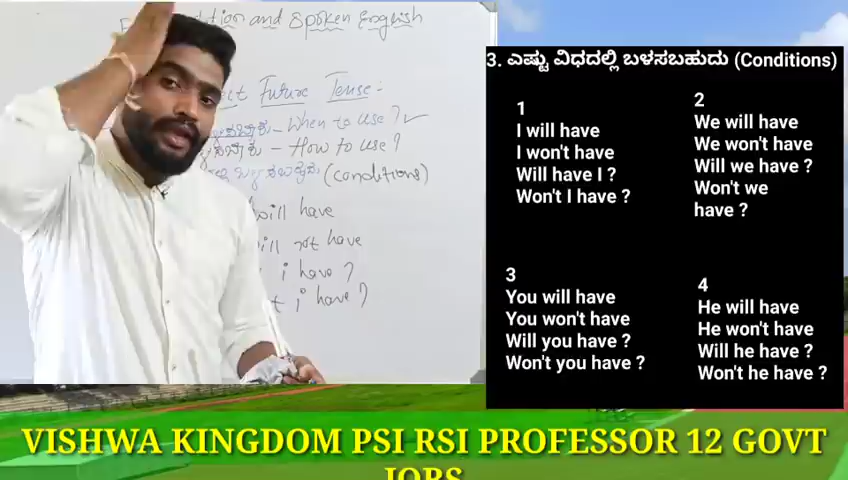 and Spoken English
Future Tense:-
- When to use?
- How to use?
(conditions)
will have
will not have
i have ?
t i have ?
3. ಎಷ್ಟು ವಿಧದಲ್ಲಿ ಬಳಸಬಹುದು (Conditions)
1
I will have
I won't have
Will have I ?
Won't I have ?
2
We will have
We won't have
Will we have ?
Won't we
have ?
3
You will have
You won't have
Will you have ?
Won't you have ?
4
He will have
He won't have
Will he have ?
Won't he have ?
VISHWA KINGDOM PSI RSI PROFESSOR 12 GOVT
JOBS